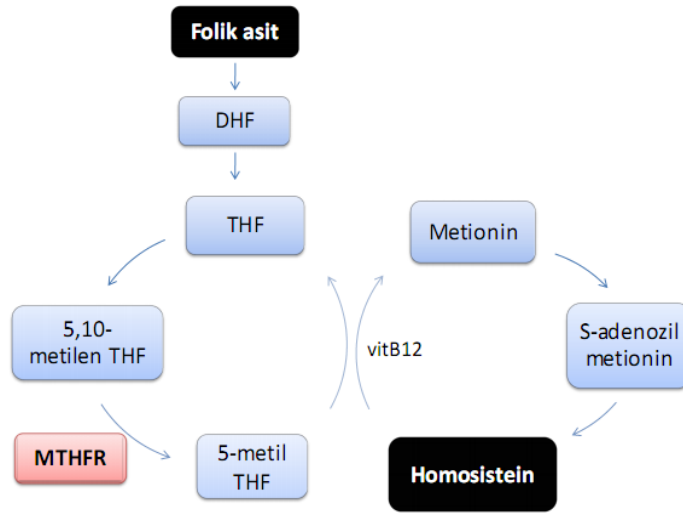 Folik asit
DHF
THF
Metionin
5,10-
metilen THF
vitB12
S-adenozil
metionin
MTHFR
5-metil
THF
Homosistein